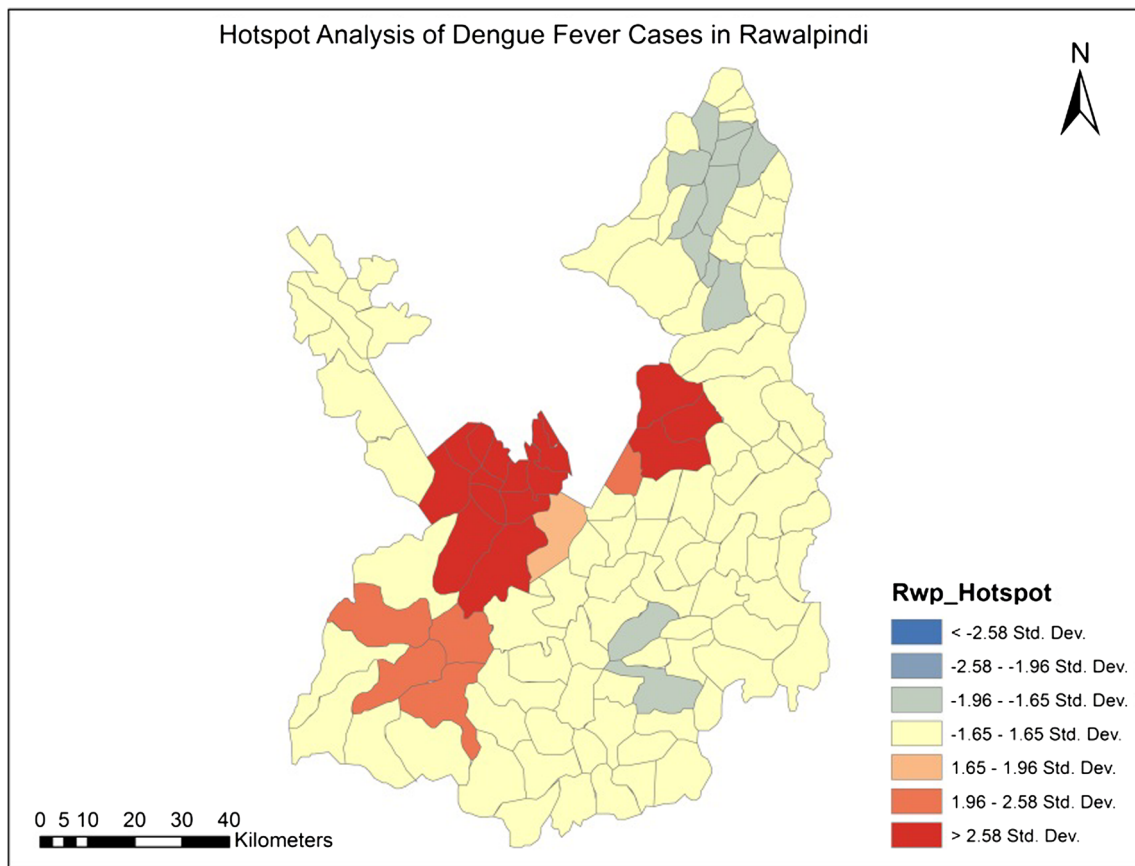 Hotspot Analysis of Dengue Fever Cases in Rawalpindi
N
Rwp_Hotspot
< -2.58 Std. Dev.
-2.58 - -1.96 Std. Dev.
-1.96 - -1.65 Std. Dev.
-1.65 - 1.65 Std. Dev.
1.65 - 1.96 Std. Dev.
1.96 - 2.58 Std. Dev.
> 2.58 Std. Dev.
0 5 10 20 30 40
Kilometers